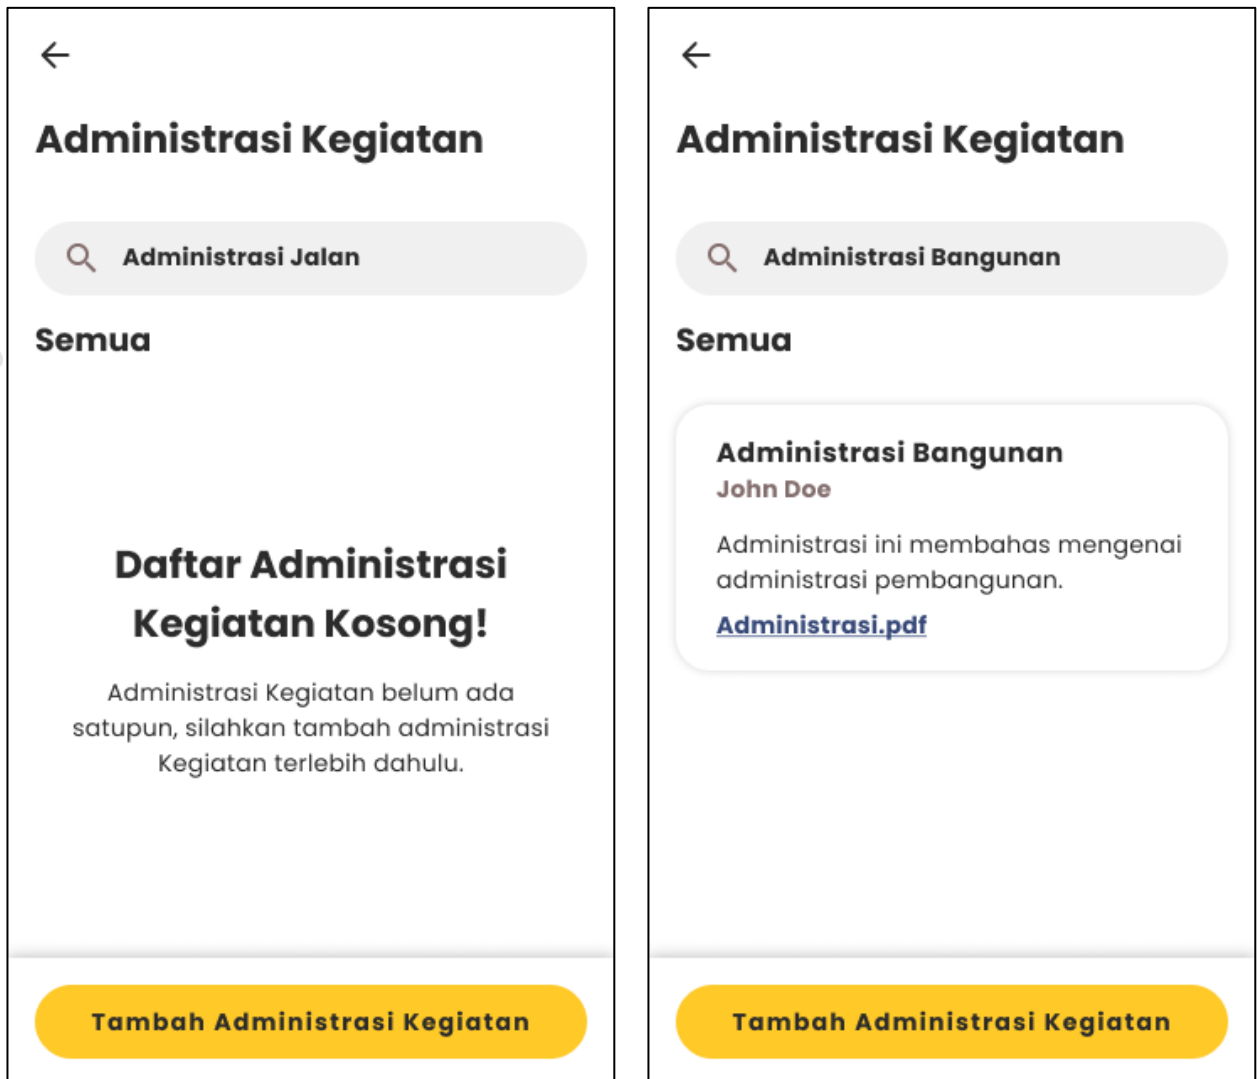 Administrasi Kegiatan
Administrasi Jalan
Semua
Daftar Administrasi
Kegiatan Kosong!
Administrasi Kegiatan belum ada
satupun, silahkan tambah administrasi
Kegiatan terlebih dahulu.
Tambah Administrasi Kegiatan
Administrasi Kegiatan
Administrasi Bangunan
Semua
Administrasi Bangunan
John Doe
Administrasi ini membahas mengenai
administrasi pembangunan.
Administrasi.pdf
Tambah Administrasi Kegiatan